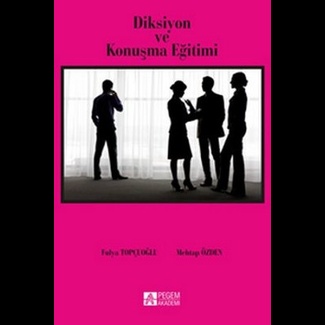 Diksiyon
ve
Konuşma Eğitimi
Fulya TOPÇUOĞLU Mehtap ÖZDEN
PEGEM
AKADEMİ